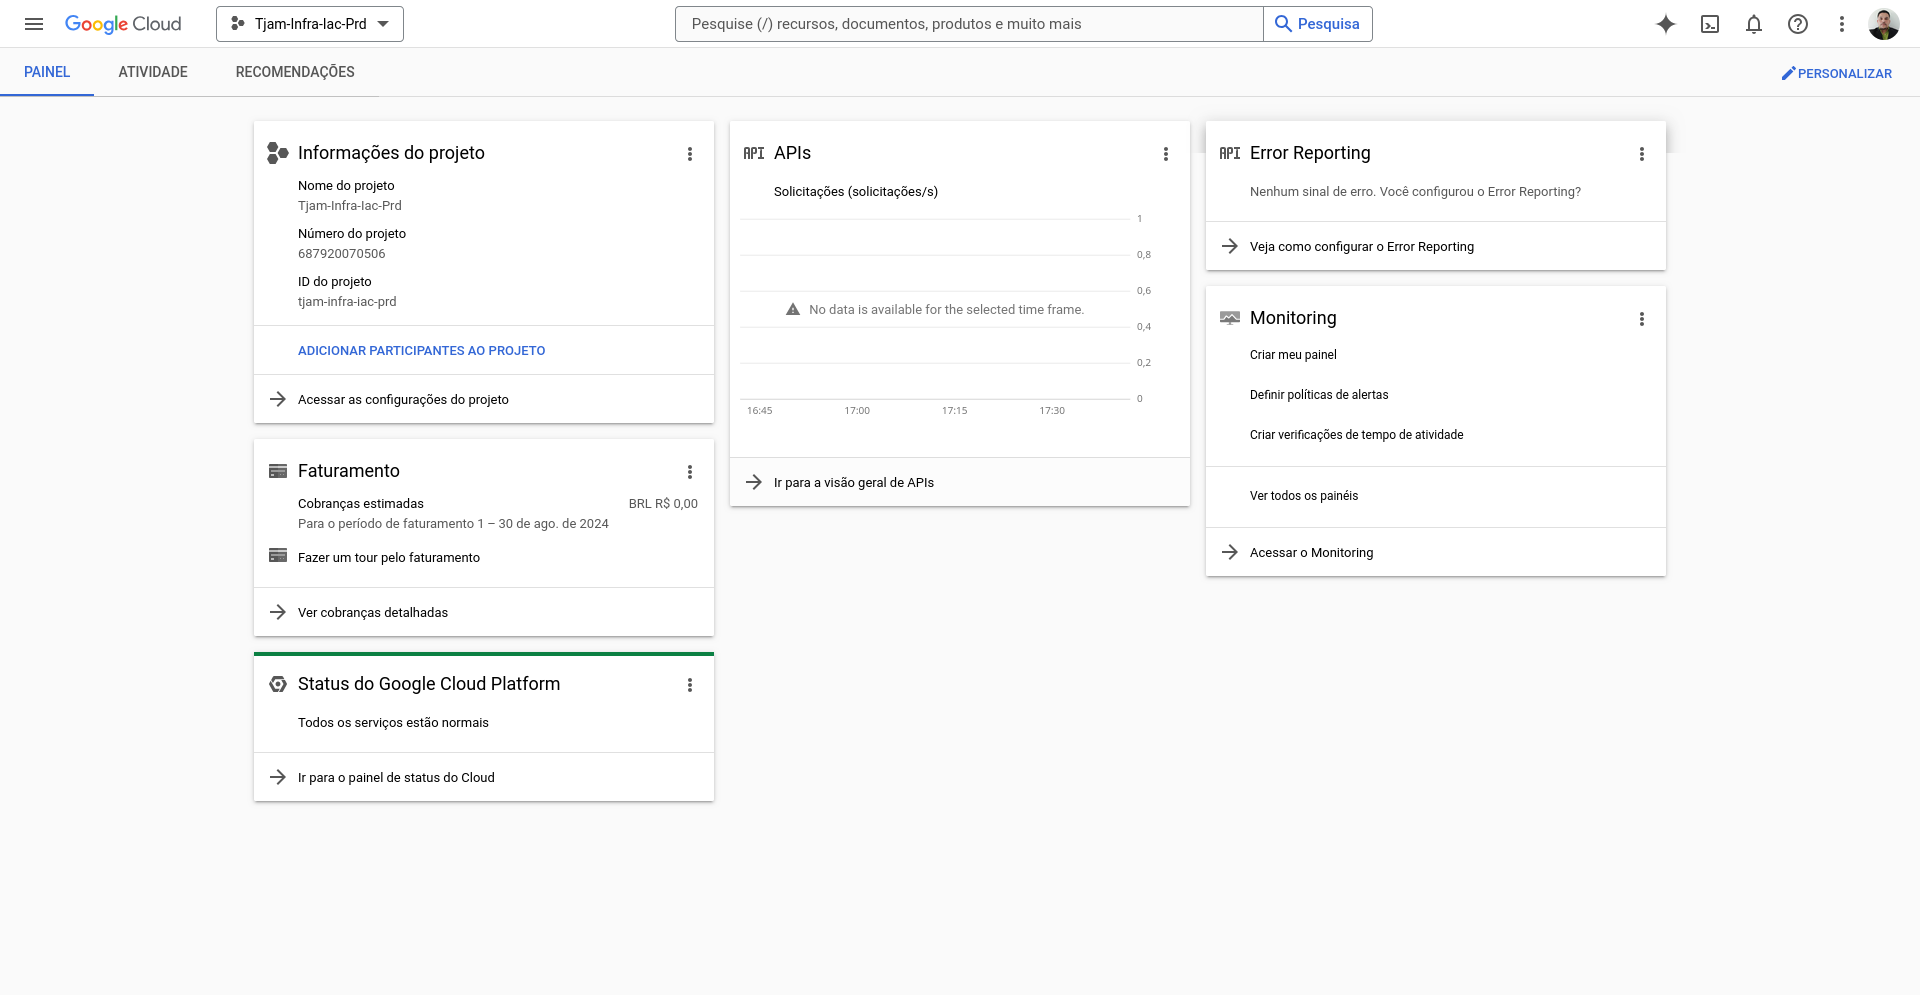 Google Cloud
Tjam-Infra-Iac-Prd
Pesquise (/) recursos, documentos, produtos e muito mais
Pesquisa
PAINEL
ATIVIDADE
RECOMENDAÇÕES
PERSONALIZAR
Informações do projeto
Nome do projeto
Tjam-Infra-Iac-Prd
Número do projeto
687920070506
ID do projeto
tjam-infra-iac-prd
ADICIONAR PARTICIPANTES AO PROJETO
Acessar as configurações do projeto
Faturamento
Cobranças estimadas BRL R$ 0,00
Para o período de faturamento 1 – 30 de ago. de 2024
Fazer um tour pelo faturamento
Ver cobranças detalhadas
Status do Google Cloud Platform
Todos os serviços estão normais
Ir para o painel de status do Cloud
API APIs
Solicitações (solicitações/s)
1
0,8
0,6
No data is available for the selected time frame.
0,4
0,2
0
16:45 17:00 17:15 17:30
Ir para a visão geral de APIs
API Error Reporting
Nenhum sinal de erro. Você configurou o Error Reporting?
Veja como configurar o Error Reporting
Monitoring
Criar meu painel
Definir políticas de alertas
Criar verificações de tempo de atividade
Ver todos os painéis
Acessar o Monitoring